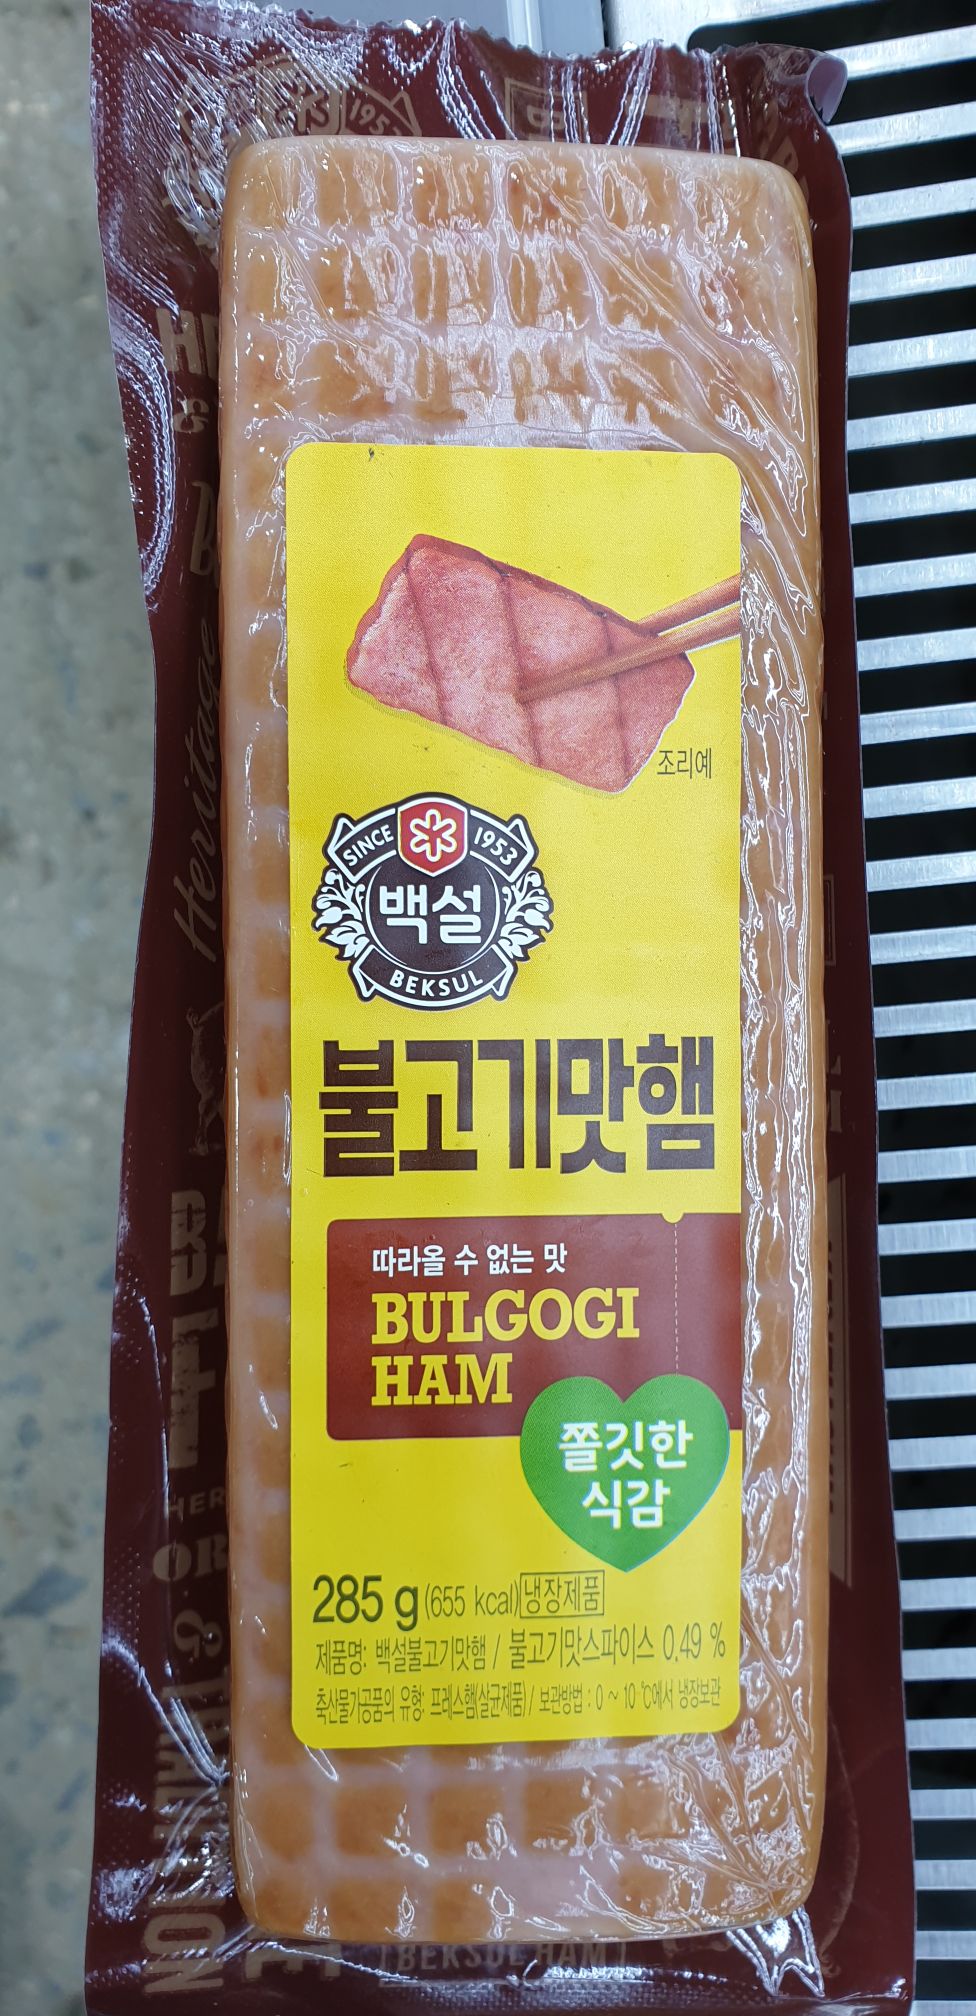 조리예
SINCE 1953
백설
BEKSUL
불고기맛햄
따라올 수 없는 맛
BULGOGI
HAM
쫄깃한
식감
285 g (655 kcal) 냉장제품
제품명: 백설불고기맛햄 / 불고기맛스파이스 0.49 %
축산물가공품의 유형: 프레스햄(살균제품) / 보관방법 : 0 ~ 10 ℃에서 냉장보관
Heritage
BEKSUL HAM